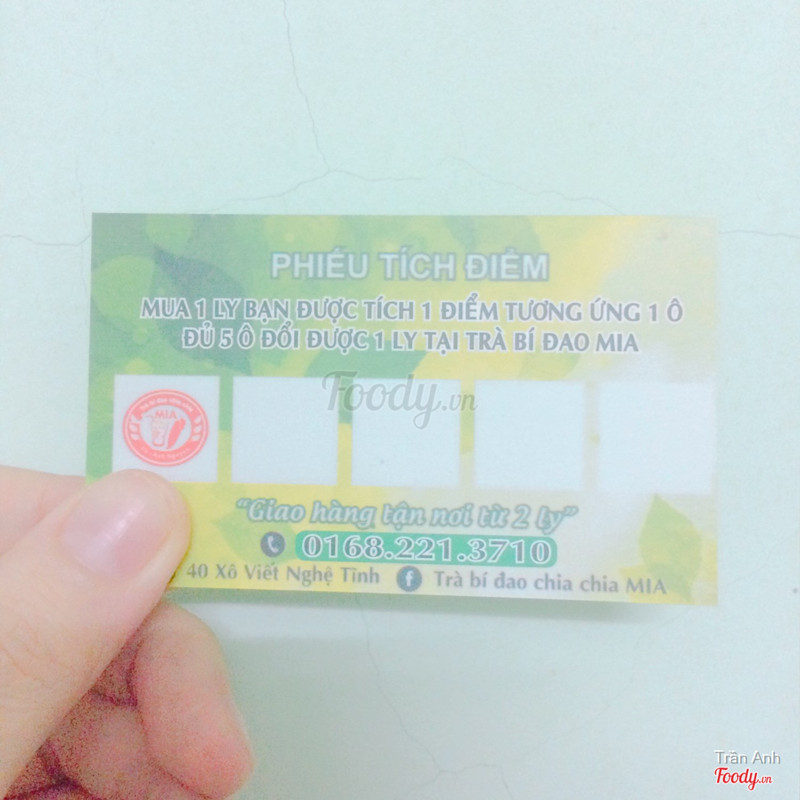 PHIẾU TÍCH ĐIỂM
MUA 1 LY BẠN ĐƯỢC TÍCH 1 ĐIỂM TƯƠNG ỨNG 1 Ô
ĐỦ 5 Ô ĐỔI ĐƯỢC 1 LY TẠI TRÀ BÍ ĐAO MIA
Foody.vn
MIA
"Giao hàng tận nơi từ 2 ly"
0168.221.3710
40 Xô Viết Nghệ Tĩnh
Trà bí đao chia chia MIA
Trần Anh
Foody.vn